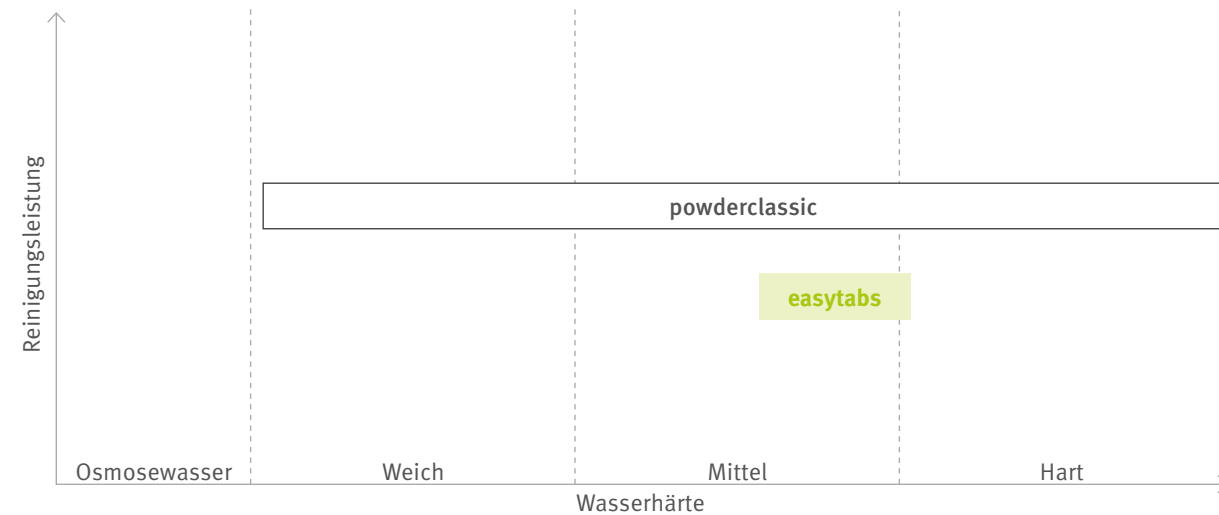 Reinigungsleistung
powderclassic
easytabs
Osmosewasser
Weich
Mittel
Hart
Wasserhärte